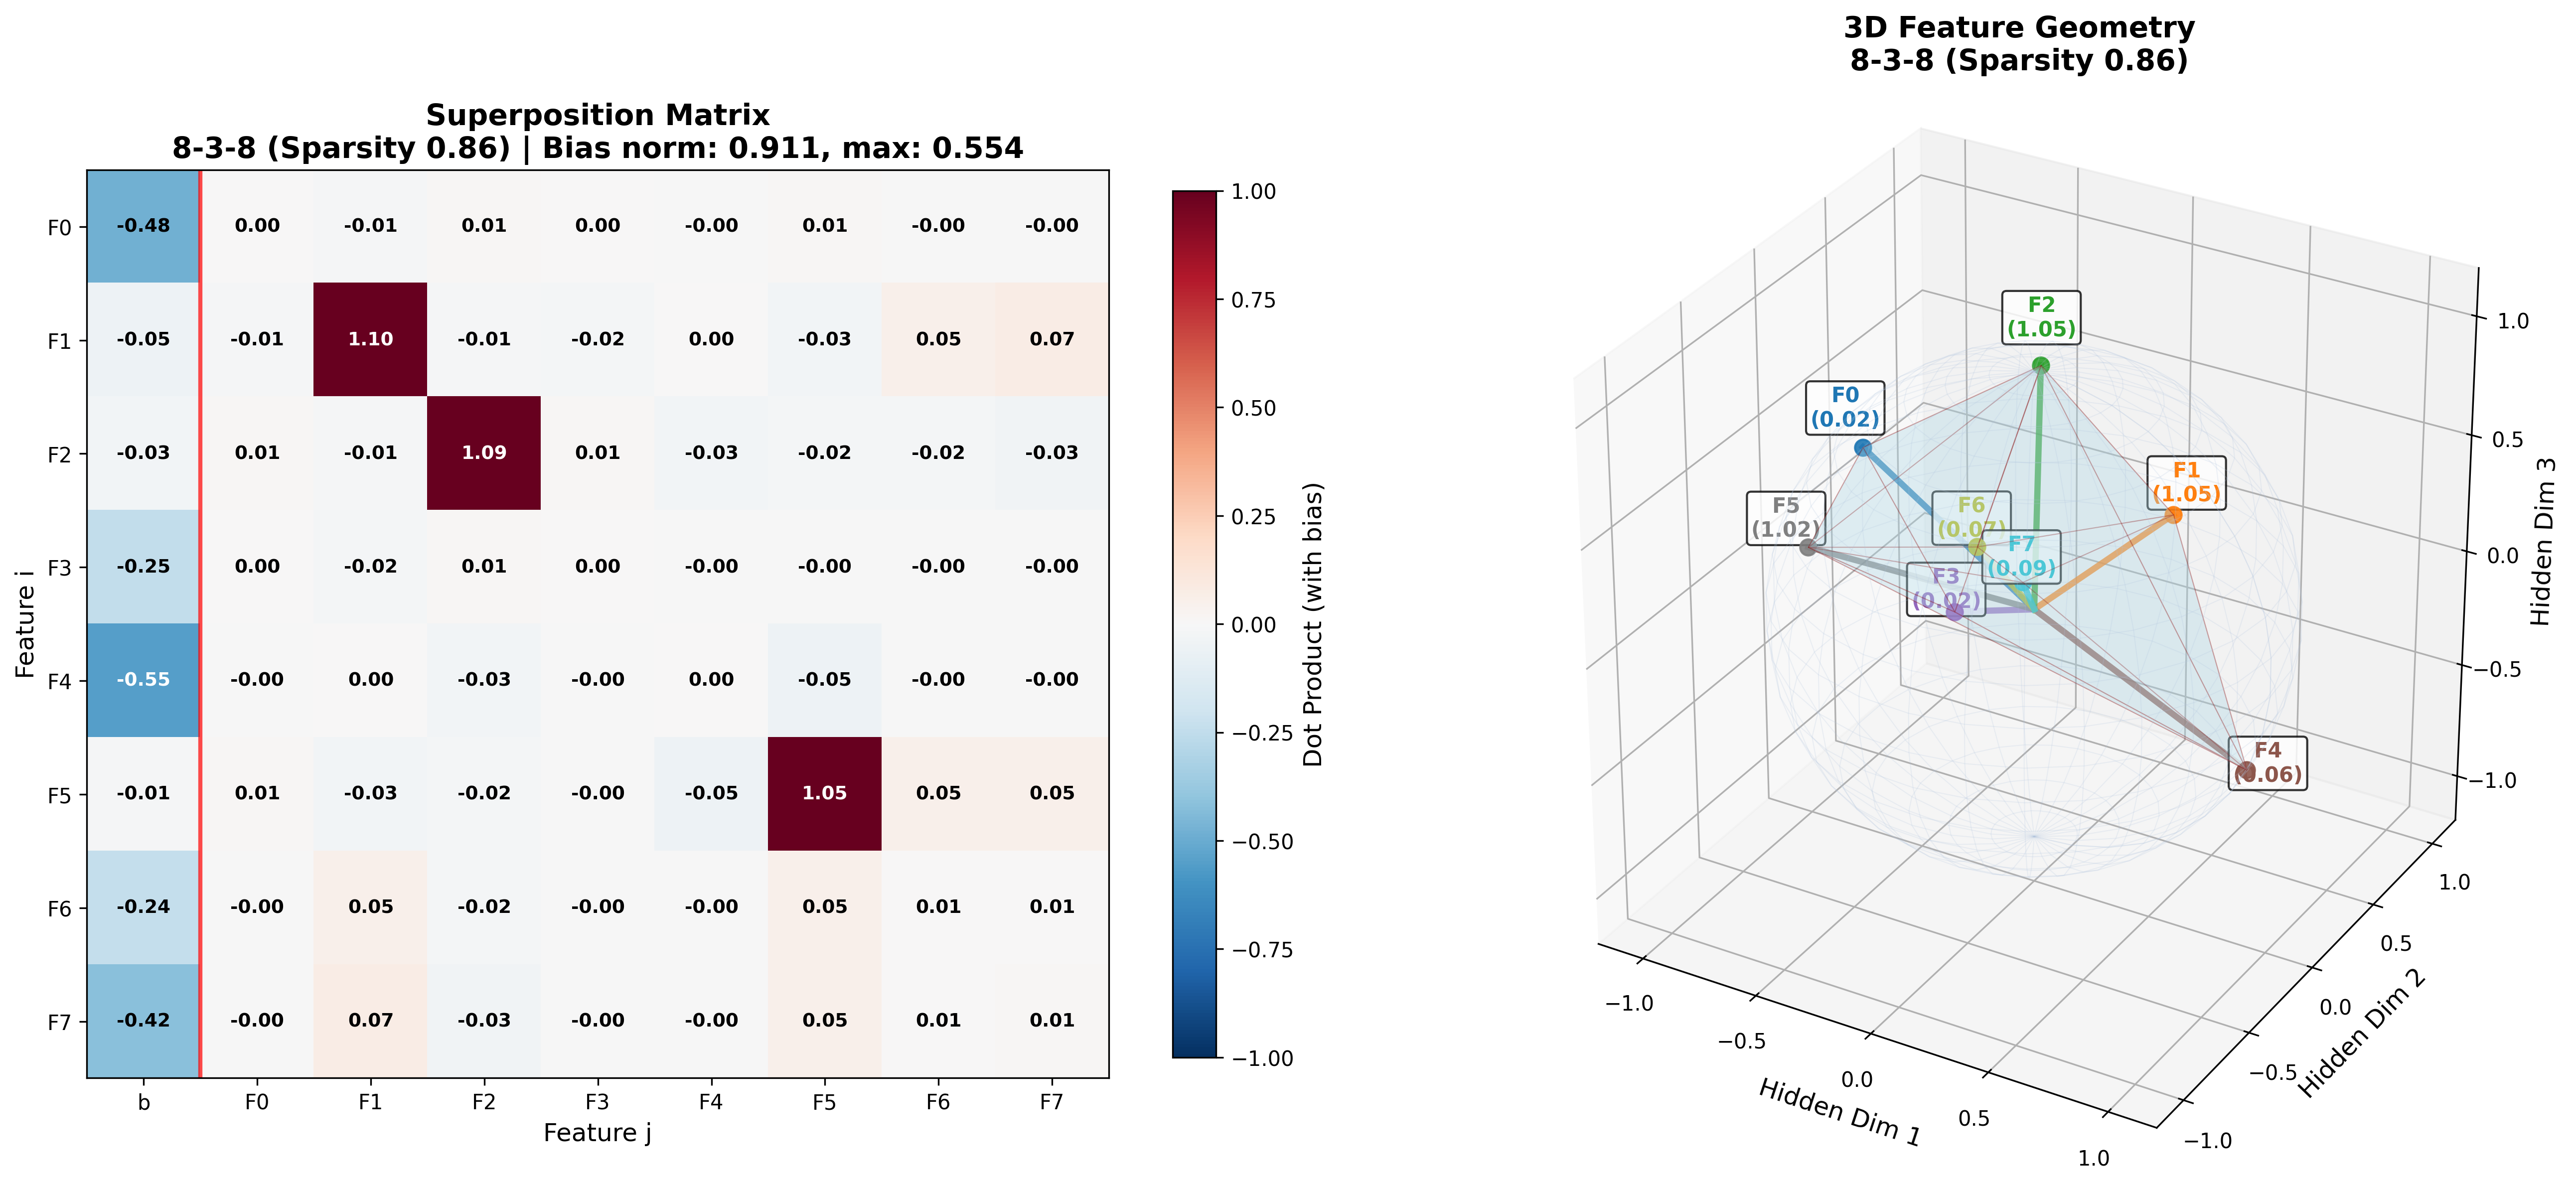 Superposition Matrix
8-3-8 (Sparsity 0.86) | Bias norm: 0.911, max: 0.554
Feature i
F0 -0.48 0.00 -0.01 0.01 0.00 -0.00 0.01 -0.00 -0.00
F1 -0.05 -0.01 1.10 -0.01 -0.02 0.00 -0.03 0.05 0.07
F2 -0.03 0.01 -0.01 1.09 0.01 -0.03 -0.02 -0.02 -0.03
F3 -0.25 0.00 -0.02 0.01 0.00 -0.00 -0.00 -0.00 -0.00
F4 -0.55 -0.00 0.00 -0.03 -0.00 0.00 -0.05 -0.00 -0.00
F5 -0.01 0.01 -0.03 -0.02 -0.00 -0.05 1.05 0.05 0.05
F6 -0.24 -0.00 0.05 -0.02 -0.00 -0.00 0.05 0.01 0.01
F7 -0.42 -0.00 0.07 -0.03 -0.00 -0.00 0.05 0.01 0.01
b F0 F1 F2 F3 F4 F5 F6 F7
Feature j
1.00
0.75
0.50
0.25
0.00
−0.25
−0.50
−0.75
−1.00
Dot Product (with bias)
3D Feature Geometry
8-3-8 (Sparsity 0.86)
F2
(1.05)
F0
(0.02)
F1
(1.05)
F5
(1.02)
F6
(0.07)
F7
(0.09)
F3
(0.02)
F4
(0.06)
1.0
0.5
0.0
−0.5
−1.0
Hidden Dim 3
1.0
0.5
0.0
−0.5
−1.0
Hidden Dim 2
−1.0
−0.5
0.0
0.5
1.0
Hidden Dim 1